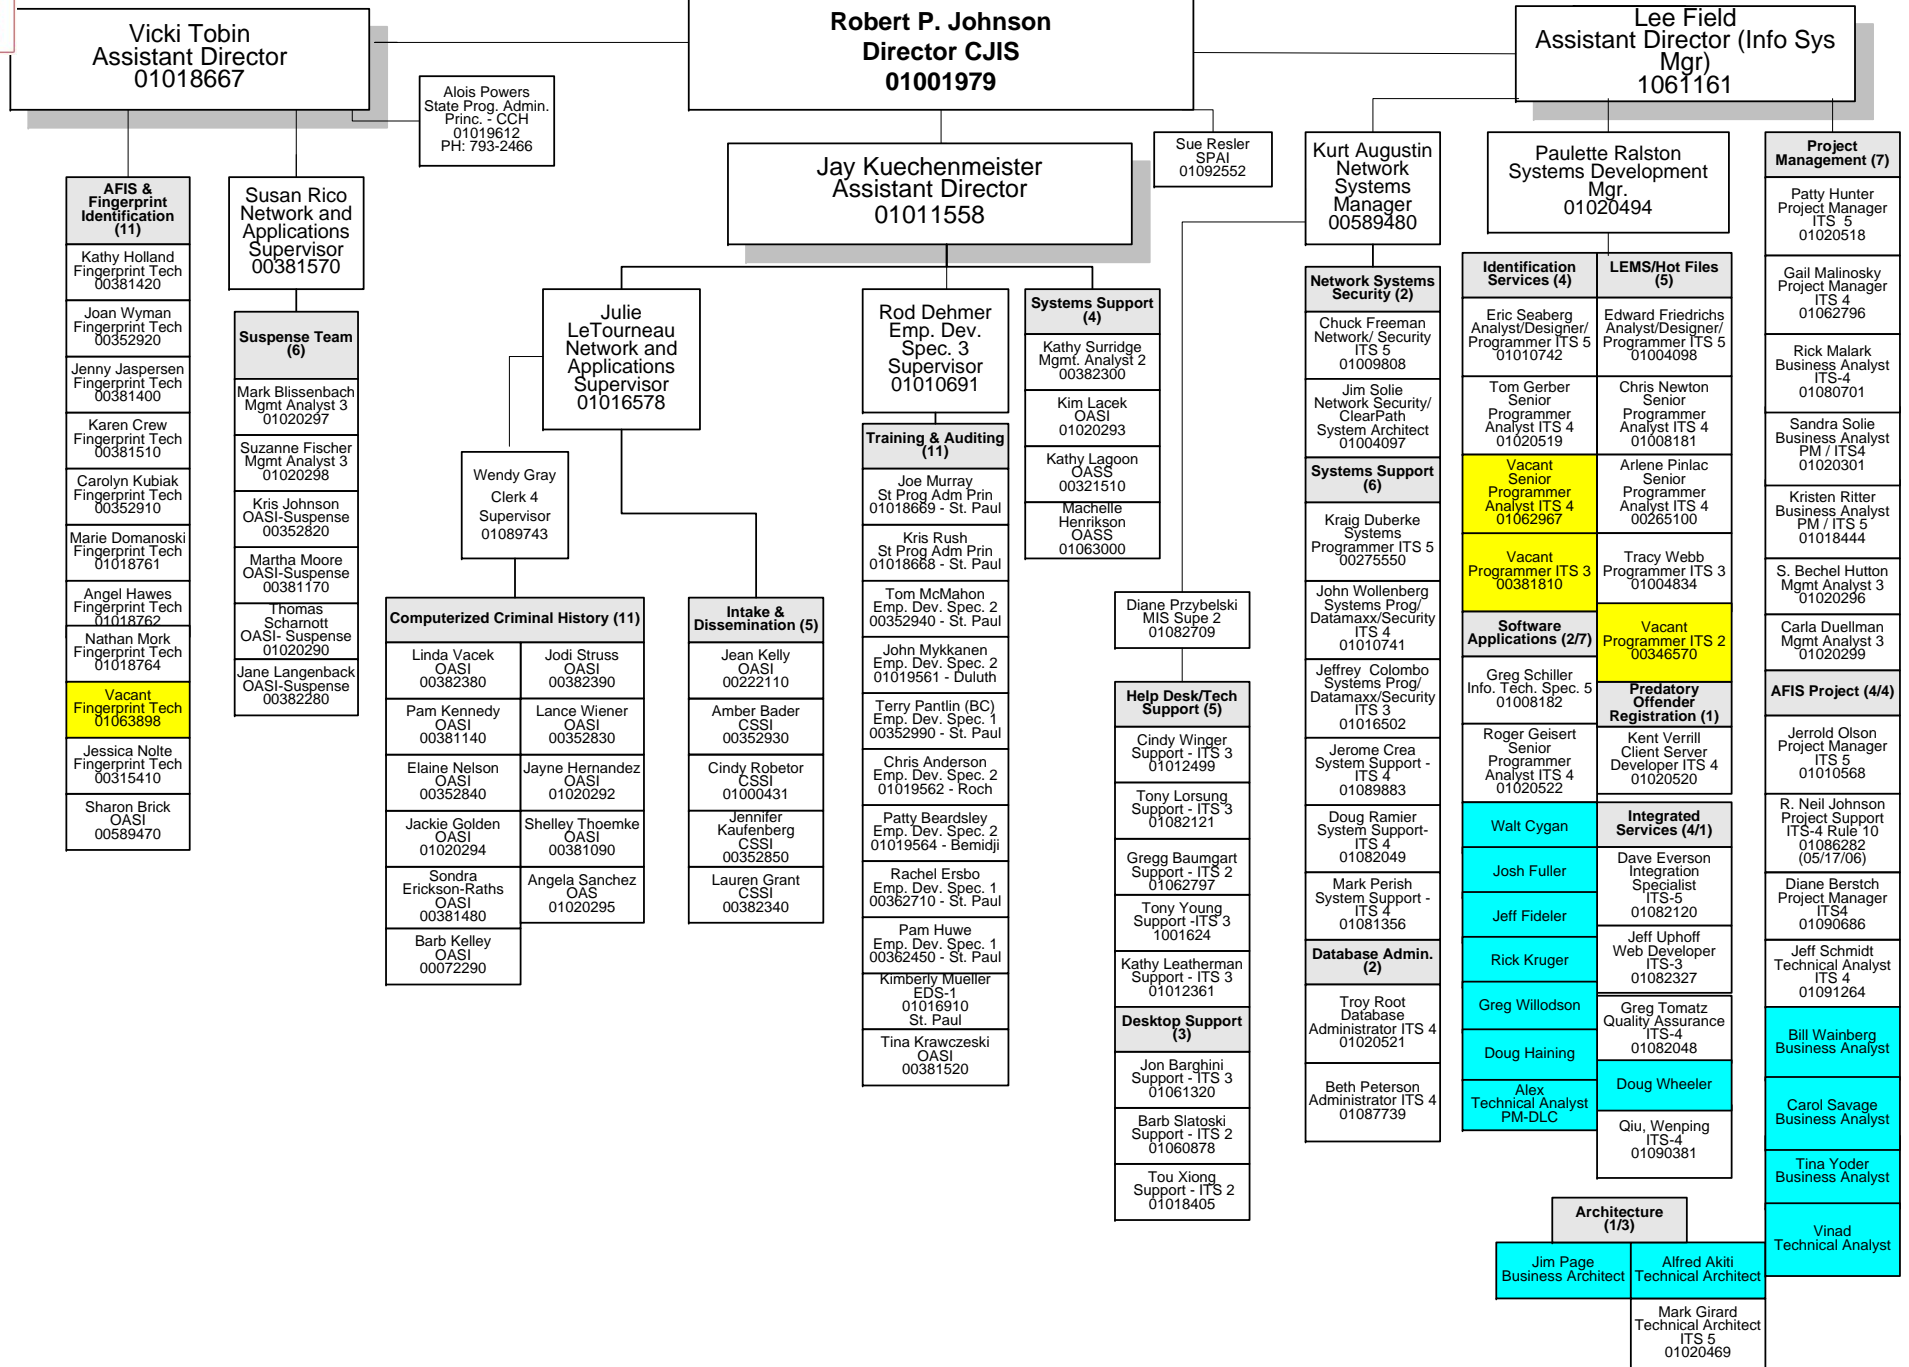 Vicki Tobin
Assistant Director
01018667
Robert P. Johnson
Director CJIS
01001979
Lee Field
Assistant Director (Info Sys
Mgr)
1061161
Alois Powers
State Prog. Admin.
Princ. - CCH
01019612
PH: 793-2466
Sue Resler
SPAI
01092552
Jay Kuechenmeister
Assistant Director
01011558
AFIS &
Fingerprint
Identification
(11)
Kathy Holland
Fingerprint Tech
00381420
Joan Wyman
Fingerprint Tech
00352920
Jenny Jaspersen
Fingerprint Tech
00381400
Karen Crew
Fingerprint Tech
00381510
Carolyn Kubiak
Fingerprint Tech
00352910
Marie Domanoski
Fingerprint Tech
01018761
Angel Hawes
Fingerprint Tech
01018762
Nathan Mork
Fingerprint Tech
01018764
Vacant
Fingerprint Tech
01063898
Jessica Nolte
Fingerprint Tech
00315410
Sharon Brick
OASI
00589470
Susan Rico
Network and
Applications
Supervisor
00381570
Suspense Team
(6)
Mark Blissenbach
Mgmt Analyst 3
01020297
Suzanne Fischer
Mgmt Analyst 3
01020298
Kris Johnson
OASI-Suspense
00352820
Martha Moore
OASI-Suspense
00381170
Thomas
Scharnott
OASI- Suspense
01020290
Jane Langenback
OASI-Suspense
00382280
Julie
LeTourneau
Network and
Applications
Supervisor
01016578
Wendy Gray
Clerk 4
Supervisor
01089743
Computerized Criminal History (11)
Linda Vacek
OASI
00382380
Jodi Struss
OASI
00382390
Pam Kennedy
OASI
00381140
Lance Wiener
OASI
00352830
Elaine Nelson
OASI
00352840
Jayne Hernandez
OASI
01020292
Jackie Golden
OASI
01020294
Shelley Thoemke
OASI
00381090
Sondra
Erickson-Raths
OASI
00381480
Angela Sanchez
OAS
01020295
Barb Kelley
OASI
00072290
Intake &
Dissemination (5)
Jean Kelly
OASI
00222110
Amber Bader
CSSI
00352930
Cindy Robetor
CSSI
01000431
Jennifer
Kaufenberg
CSSI
00352850
Lauren Grant
CSSI
00382340
Rod Dehmer
Emp. Dev.
Spec. 3
Supervisor
01010691
Training & Auditing
(11)
Joe Murray
St Prog Adm Prin
01018669 - St. Paul
Kris Rush
St Prog Adm Prin
01018668 - St. Paul
Tom McMahon
Emp. Dev. Spec. 2
00352940 - St. Paul
John Mykkanen
Emp. Dev. Spec. 2
01019561 - Duluth
Terry Pantlin (BC)
Emp. Dev. Spec. 1
00352990 - St. Paul
Chris Anderson
Emp. Dev. Spec. 2
01019562 - Roch
Patty Beardsley
Emp. Dev. Spec. 2
01019564 - Bemidji
Rachel Ersbo
Emp. Dev. Spec. 1
00362710 - St. Paul
Pam Huwe
Emp. Dev. Spec. 1
00362450 - St. Paul
Kimberly Mueller
EDS-1
01016910
St. Paul
Tina Krawczeski
OASI
00381520
Systems Support
(4)
Kathy Surridge
Mgmt. Analyst 2
00382300
Kim Lacek
OASI
01020293
Kathy Lagoon
OASS
00321510
Machelle
Henrikson
OASS
01063000
Kurt Augustin
Network
Systems
Manager
00589480
Diane Przybelski
MIS Supe 2
01082709
Help Desk/Tech
Support (5)
Cindy Winger
Support - ITS 3
01012499
Tony Lorsung
Support - ITS 3
01082121
Gregg Baumgart
Support - ITS 2
01062797
Tony Young
Support -ITS 3
1001624
Kathy Leatherman
Support - ITS 3
01012361
Desktop Support
(3)
Jon Barghini
Support - ITS 3
01061320
Barb Slatoski
Support - ITS 2
01060878
Tou Xiong
Support - ITS 2
01018405
Network Systems
Security (2)
Chuck Freeman
Network/ Security
ITS 5
01009808
Jim Solie
Network Security/
ClearPath
System Architect
01004097
Systems Support
(6)
Kraig Duberke
Systems
Programmer ITS 5
00275550
John Wollenberg
Systems Prog/
Datamaxx/Security
ITS 4
01010741
Jeffrey Colombo
Systems Prog/
Datamaxx/Security
ITS 3
01016502
Jerome Crea
System Support -
ITS 4
01089883
Doug Ramier
System Support-
ITS 4
01082049
Mark Perish
System Support -
ITS 4
01081356
Database Admin.
(2)
Troy Root
Database
Administrator ITS 4
01020521
Beth Peterson
Administrator ITS 4
01087739
Paulette Ralston
Systems Development
Mgr.
01020494
Identification
Services (4)
Eric Seaberg
Analyst/Designer/
Programmer ITS 5
01010742
Tom Gerber
Senior
Programmer
Analyst ITS 4
01020519
Vacant
Senior
Programmer
Analyst ITS 4
01062967
Vacant
Programmer ITS 3
00381810
Software
Applications (2/7)
Greg Schiller
Info. Tech. Spec. 5
01008182
Roger Geisert
Senior
Programmer
Analyst ITS 4
01020522
Walt Cygan
Josh Fuller
Jeff Fideler
Rick Kruger
Greg Willodson
Doug Haining
Alex
Technical Analyst
PM-DLC
LEMS/Hot Files
(5)
Edward Friedrichs
Analyst/Designer/
Programmer ITS 5
01004098
Chris Newton
Senior
Programmer
Analyst ITS 4
01008181
Arlene Pinlac
Senior
Programmer
Analyst ITS 4
00265100
Tracy Webb
Programmer ITS 3
01004834
Vacant
Programmer ITS 2
00346570
Predatory
Offender
Registration (1)
Kent Verrill
Client Server
Developer ITS 4
01020520
Integrated
Services (4/1)
Dave Everson
Integration
Specialist
ITS-5
01082120
Jeff Uphoff
Web Developer
ITS-3
01082327
Greg Tomatz
Quality Assurance
ITS-4
01082048
Doug Wheeler
Qiu, Wenping
ITS-4
01090381
Architecture
(1/3)
Jim Page
Business Architect
Alfred Akiti
Technical Architect
Mark Girard
Technical Architect
ITS 5
01020469
Project
Management (7)
Patty Hunter
Project Manager
ITS 5
01020518
Gail Malinosky
Project Manager
ITS 4
01062796
Rick Malark
Business Analyst
ITS-4
01080701
Sandra Solie
Business Analyst
PM / ITS4
01020301
Kristen Ritter
Business Analyst
PM / ITS 5
01018444
S. Bechel Hutton
Mgmt Analyst 3
01020296
Carla Duellman
Mgmt Analyst 3
01020299
AFIS Project (4/4)
Jerrold Olson
Project Manager
ITS 5
01010568
R. Neil Johnson
Project Support
ITS-4 Rule 10
01086282
(05/17/06)
Diane Berstch
Project Manager
ITS4
01090686
Jeff Schmidt
Technical Analyst
ITS 4
01091264
Bill Wainberg
Business Analyst
Carol Savage
Business Analyst
Tina Yoder
Business Analyst
Vinad
Technical Analyst